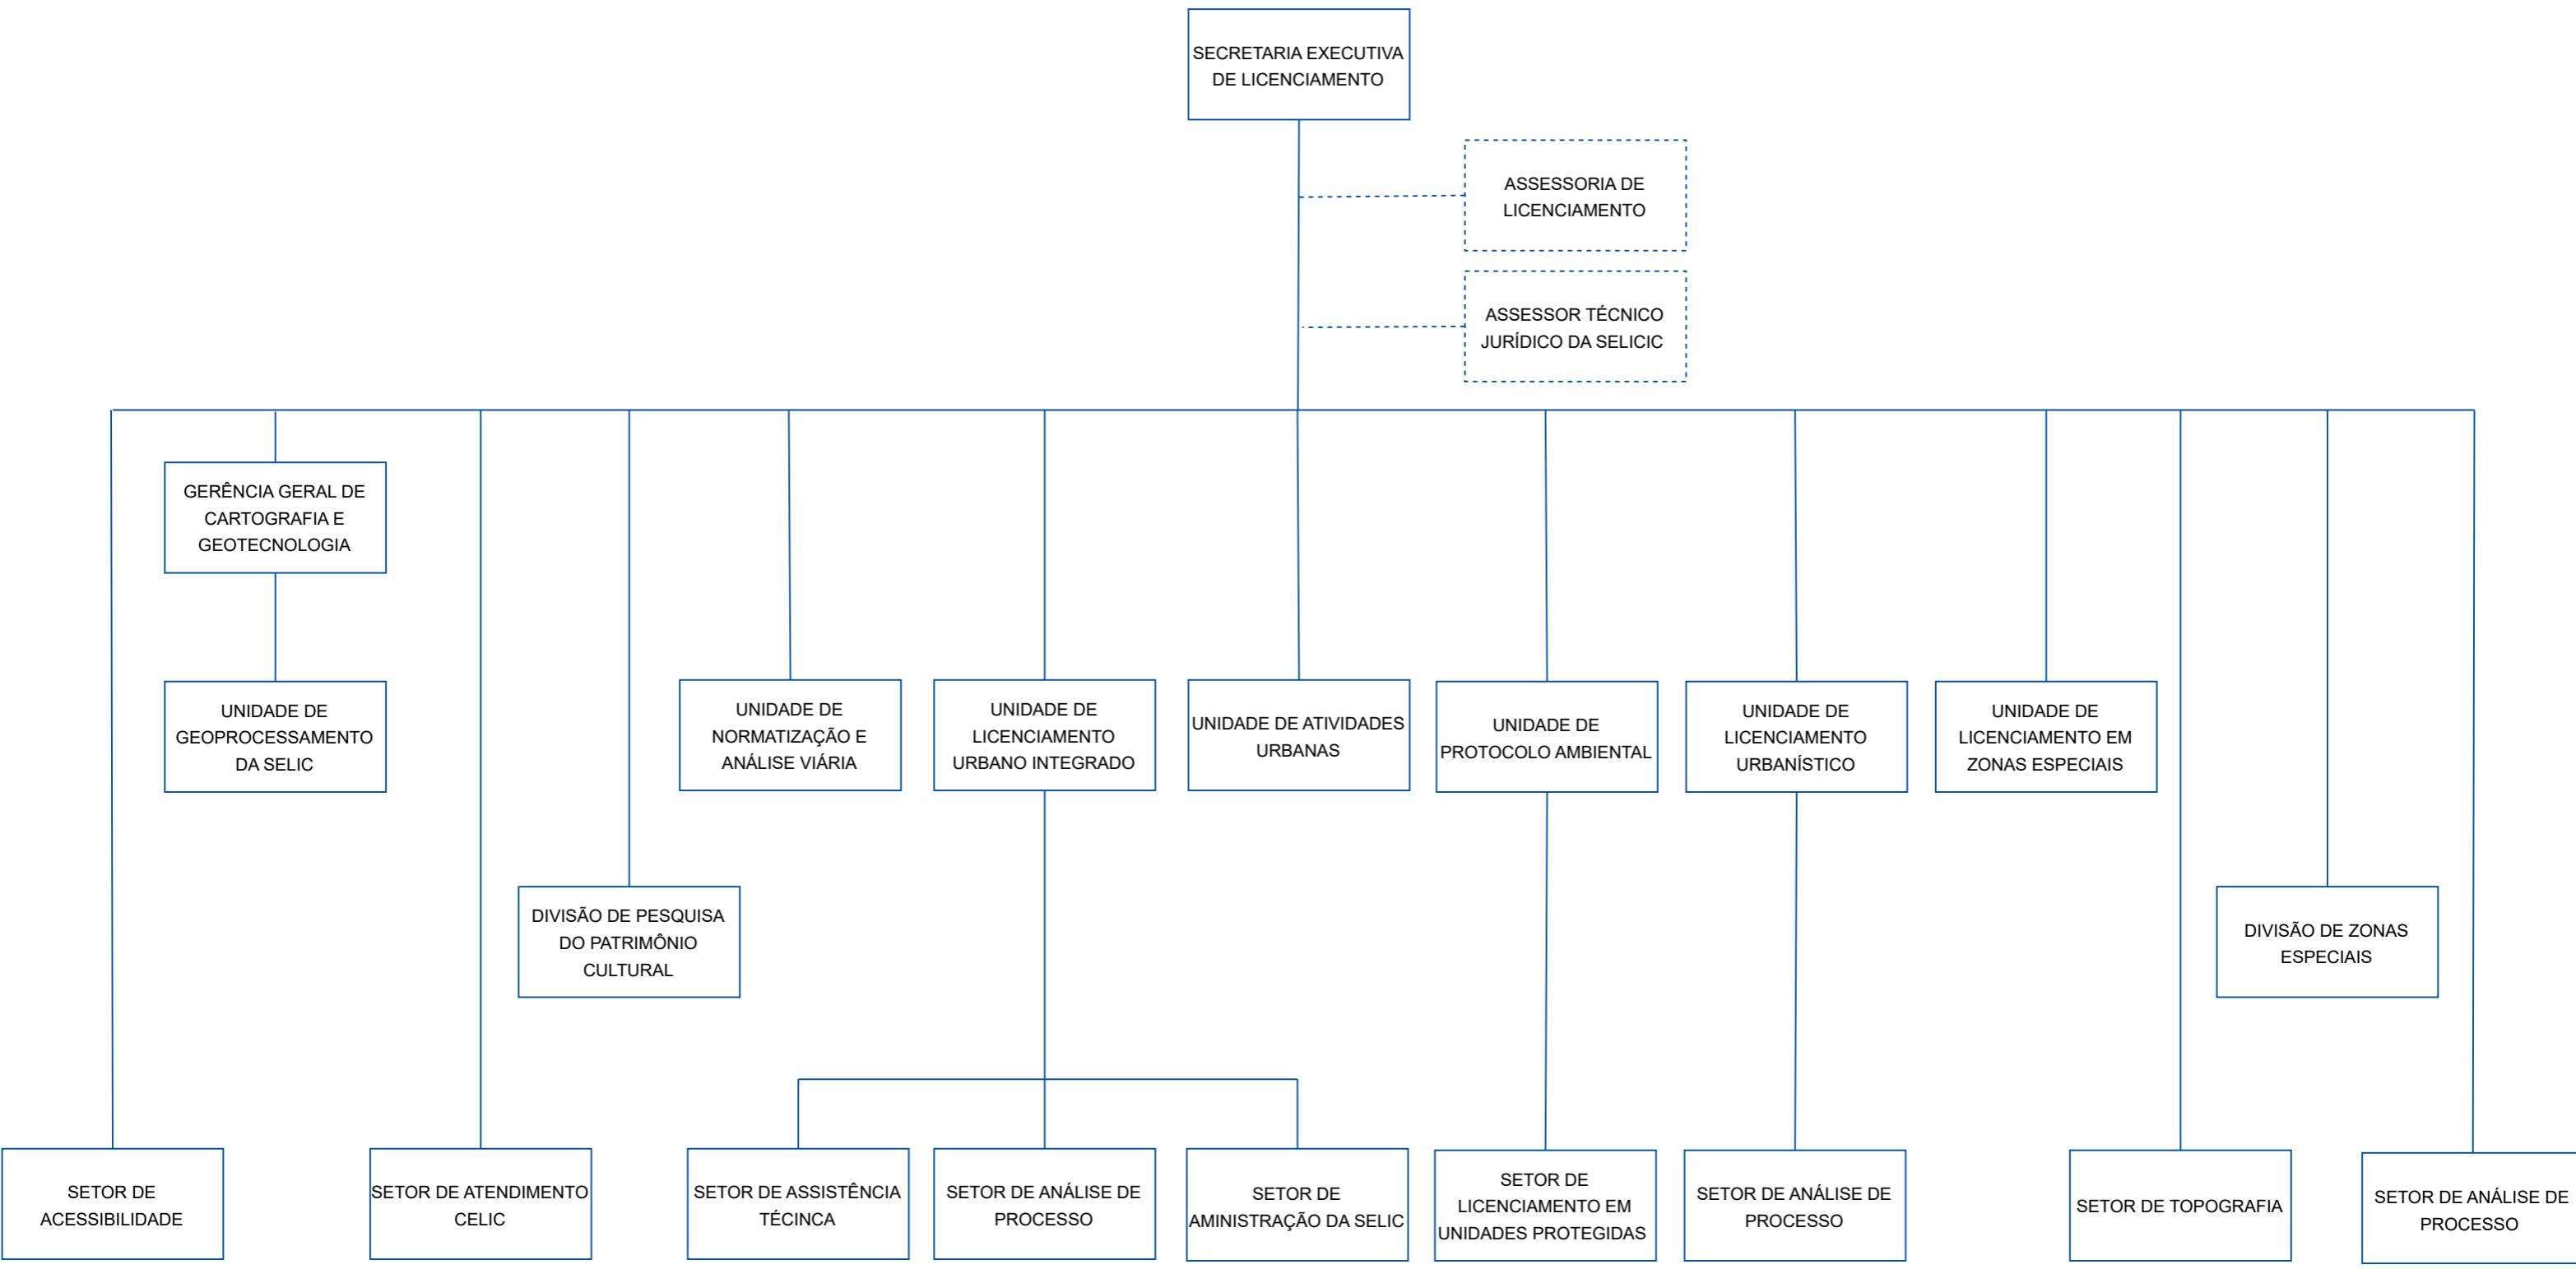 SECRETARIA EXECUTIVA
DE LICENCIAMENTO
ASSESSORIA DE
LICENCIAMENTO
ASSESSOR TÉCNICO
JURÍDICO DA SELICIC
GERÊNCIA GERAL DE
CARTOGRAFIA E
GEOTECNOLOGIA
UNIDADE DE
GEOPROCESSAMENTO
DA SELIC
UNIDADE DE
NORMATIZAÇÃO E
ANÁLISE VIÁRIA
UNIDADE DE
LICENCIAMENTO
URBANO INTEGRADO
UNIDADE DE ATIVIDADES
URBANAS
UNIDADE DE
PROTOCOLO AMBIENTAL
UNIDADE DE
LICENCIAMENTO
URBANÍSTICO
UNIDADE DE
LICENCIAMENTO EM
ZONAS ESPECIAIS
DIVISÃO DE PESQUISA
DO PATRIMÔNIO
CULTURAL
DIVISÃO DE ZONAS
ESPECIAIS
SETOR DE
ACESSIBILIDADE
SETOR DE ATENDIMENTO
CELIC
SETOR DE ASSISTÊNCIA
TÉCINCA
SETOR DE ANÁLISE DE
PROCESSO
SETOR DE
AMINISTRAÇÃO DA SELIC
SETOR DE
LICENCIAMENTO EM
UNIDADES PROTEGIDAS
SETOR DE ANÁLISE DE
PROCESSO
SETOR DE TOPOGRAFIA
SETOR DE ANÁLISE DE
PROCESSO